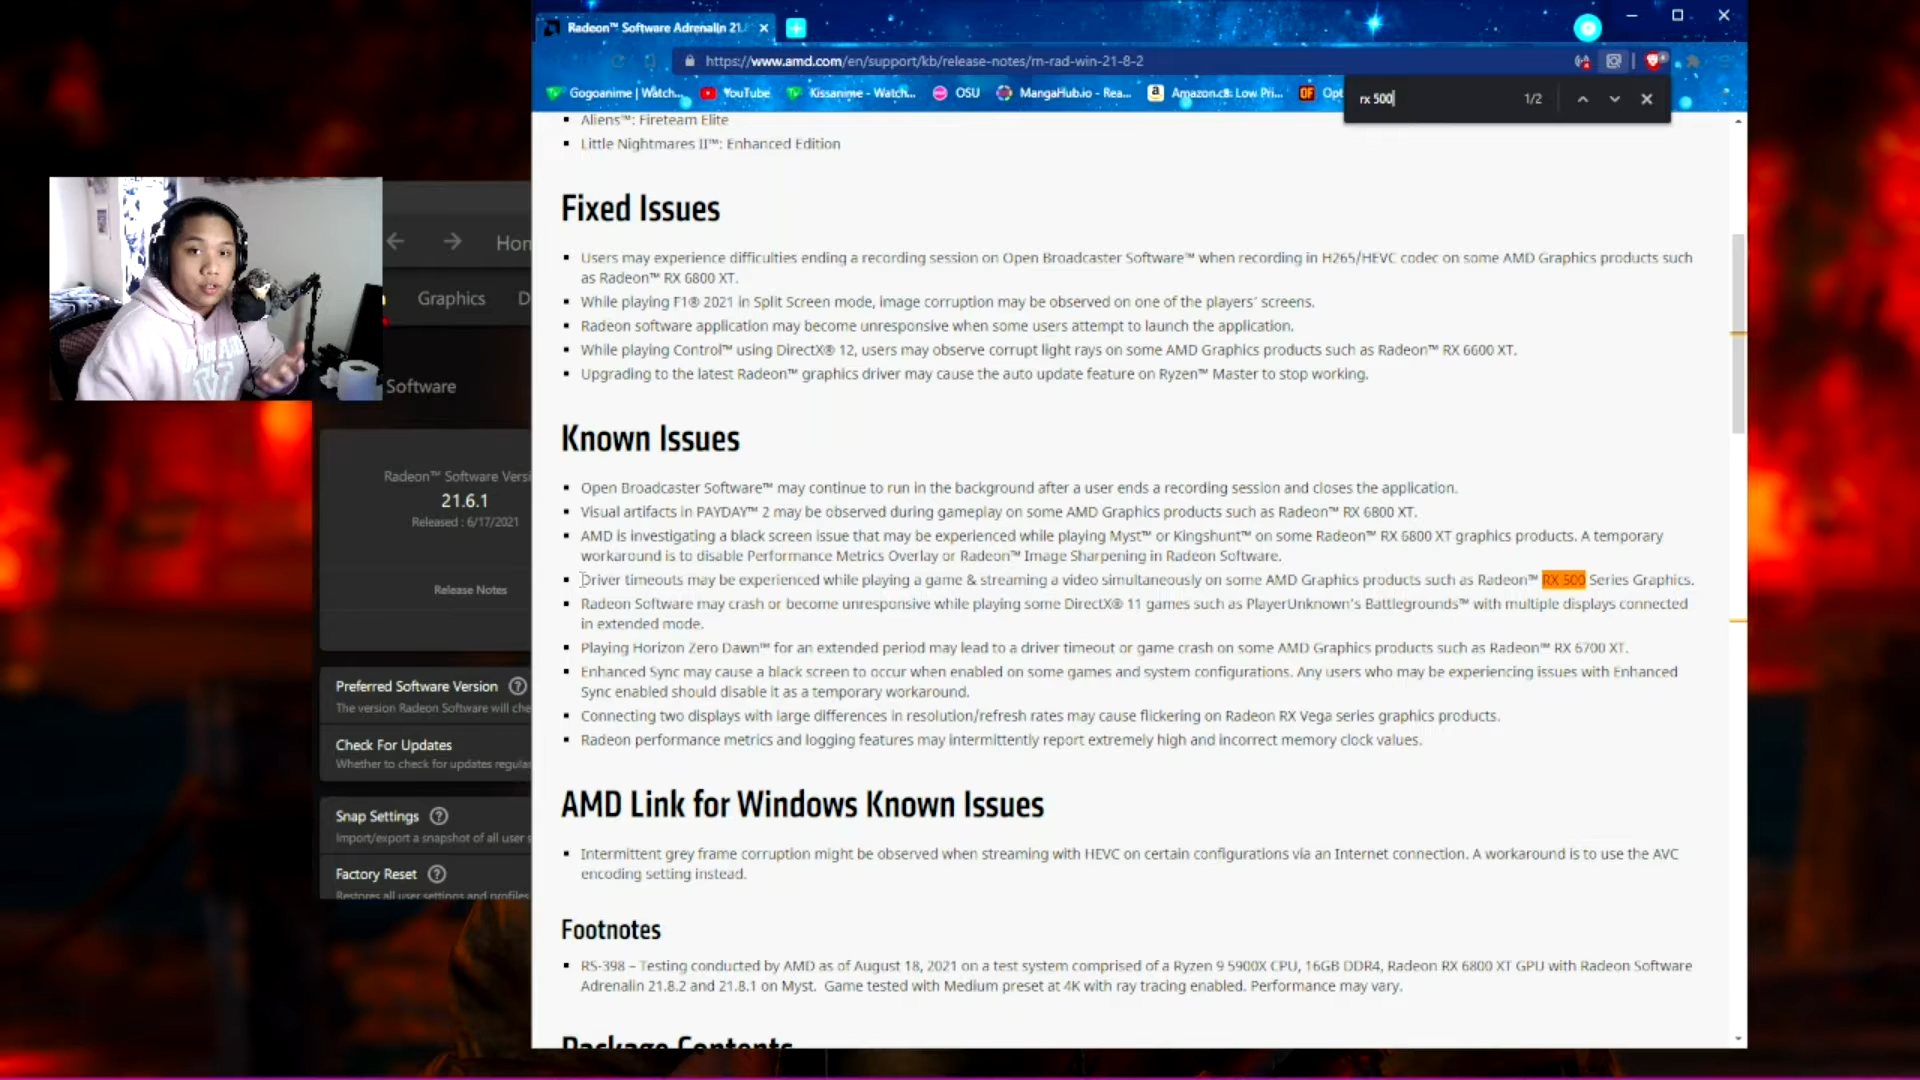 Radeon™ Software Adrenalin 21.
https://www.amd.com/en/support/kb/release-notes/rn-rad-win-21-8-2
Gogoanime | Watch... YouTube Kissanime - Watch... OSU MangaHub.io - Rea... Amazon.ca: Low Pri... Opt
rx 500 1/2
Aliens™: Fireteam Elite
Little Nightmares II™: Enhanced Edition
Fixed Issues
Users may experience difficulties ending a recording session on Open Broadcaster Software™ when recording in H265/HEVC codec on some AMD Graphics products such
as Radeon™ RX 6800 XT.
While playing F1® 2021 in Split Screen mode, image corruption may be observed on one of the players' screens.
Radeon software application may become unresponsive when some users attempt to launch the application.
While playing Control™ using DirectX® 12, users may observe corrupt light rays on some AMD Graphics products such as Radeon™ RX 6600 XT.
Upgrading to the latest Radeon™ graphics driver may cause the auto update feature on Ryzen™ Master to stop working.
Known Issues
Open Broadcaster Software™ may continue to run in the background after a user ends a recording session and closes the application.
Visual artifacts in PAYDAY™ 2 may be observed during gameplay on some AMD Graphics products such as Radeon™ RX 6800 XT.
AMD is investigating a black screen issue that may be experienced while playing Myst™ or Kingshunt™ on some Radeon™ RX 6800 XT graphics products. A temporary
workaround is to disable Performance Metrics Overlay or Radeon™ Image Sharpening in Radeon Software.
Driver timeouts may be experienced while playing a game & streaming a video simultaneously on some AMD Graphics products such as Radeon™ RX 500 Series Graphics.
Radeon Software may crash or become unresponsive while playing some DirectX® 11 games such as PlayerUnknown's Battlegrounds™ with multiple displays connected
in extended mode.
Playing Horizon Zero Dawn™ for an extended period may lead to a driver timeout or game crash on some AMD Graphics products such as Radeon™ RX 6700 XT.
Enhanced Sync may cause a black screen to occur when enabled on some games and system configurations. Any users who may be experiencing issues with Enhanced
Sync enabled should disable it as a temporary workaround.
Connecting two displays with large differences in resolution/refresh rates may cause flickering on Radeon RX Vega series graphics products.
Radeon performance metrics and logging features may intermittently report extremely high and incorrect memory clock values.
AMD Link for Windows Known Issues
Intermittent grey frame corruption might be observed when streaming with HEVC on certain configurations via an Internet connection. A workaround is to use the AVC
encoding setting instead.
Footnotes
RS-398 – Testing conducted by AMD as of August 18, 2021 on a test system comprised of a Ryzen 9 5900X CPU, 16GB DDR4, Radeon RX 6800 XT GPU with Radeon Software
Adrenalin 21.8.2 and 21.8.1 on Myst. Game tested with Medium preset at 4K with ray tracing enabled. Performance may vary.
Package Contents
Hom
Graphics D
Software
Radeon™ Software Versi
21.6.1
Released : 6/17/2021
Release Notes
Preferred Software Version
The version Radeon Software will che
Check For Updates
Whether to check for updates regular
Snap Settings
Import/export a snapshot of all user s
Factory Reset
Restores all user settings and profiles